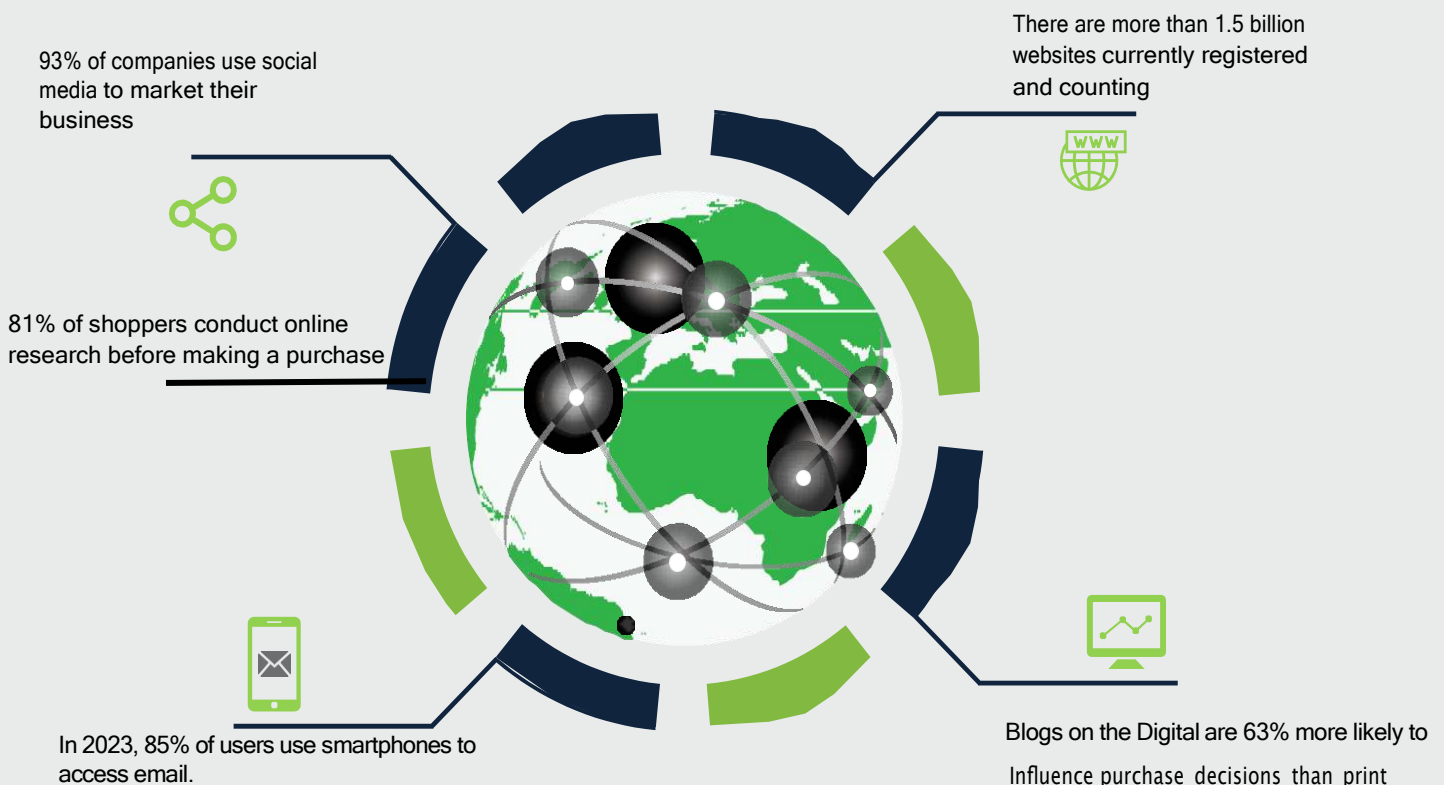 93% of companies use social
media to market their
business
There are more than 1.5 billion
websites currently registered
and counting
WWW
81% of shoppers conduct online
research before making a purchase
In 2023, 85% of users use smartphones to
access email.
Blogs on the Digital are 63% more likely to
Influence purchase decisions than print